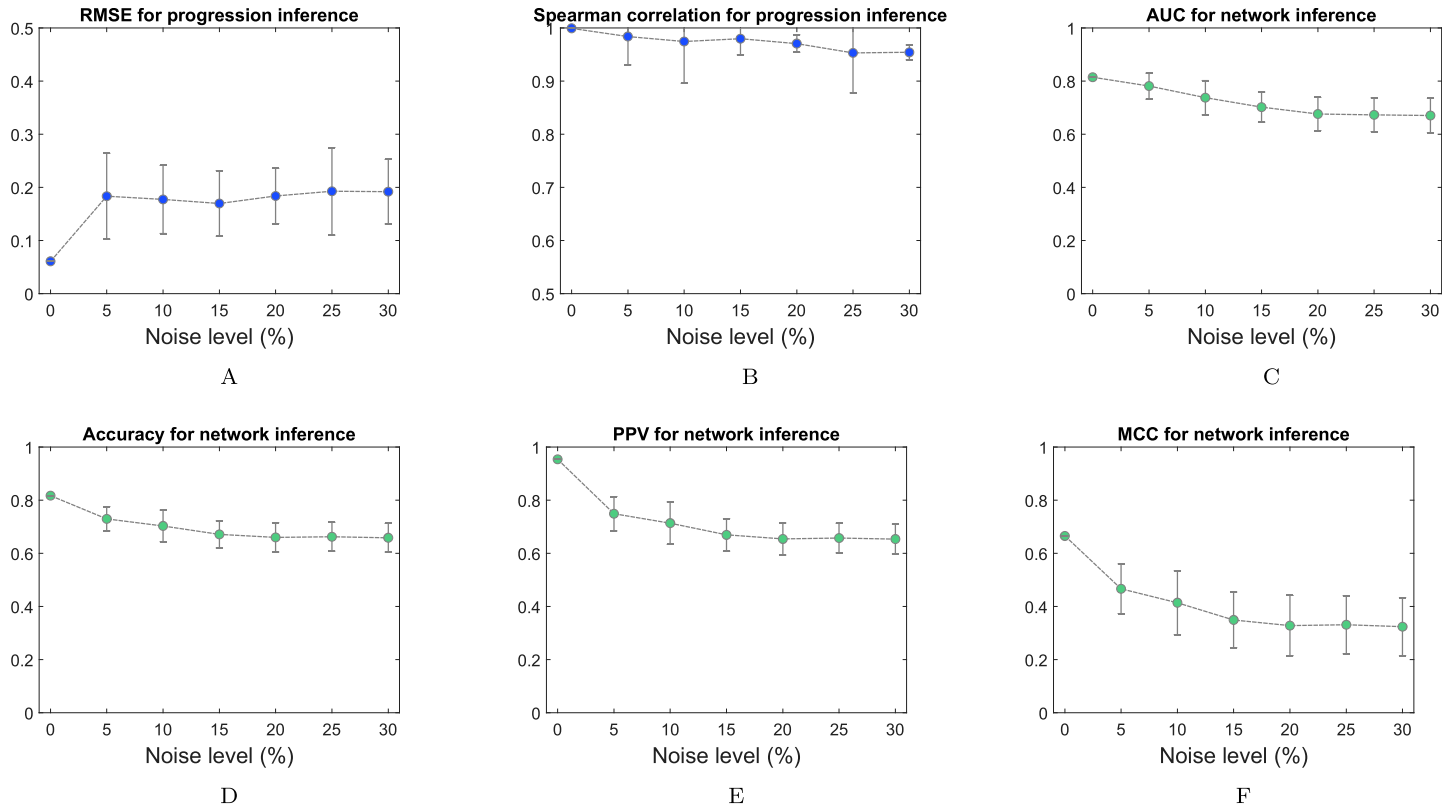 RMSE for progression inference
0.5
0.4
0.3
0.2
0.1
0
0 5 10 15 20 25 30
Noise level (%)
A
Spearman correlation for progression inference
1
0.9
0.8
0.7
0.6
0.5
0 5 10 15 20 25 30
Noise level (%)
B
AUC for network inference
1
0.8
0.6
0.4
0.2
0
0 5 10 15 20 25 30
Noise level (%)
C
Accuracy for network inference
1
0.8
0.6
0.4
0.2
0
0 5 10 15 20 25 30
Noise level (%)
D
PPV for network inference
1
0.8
0.6
0.4
0.2
0
0 5 10 15 20 25 30
Noise level (%)
E
MCC for network inference
1
0.8
0.6
0.4
0.2
0
0 5 10 15 20 25 30
Noise level (%)
F